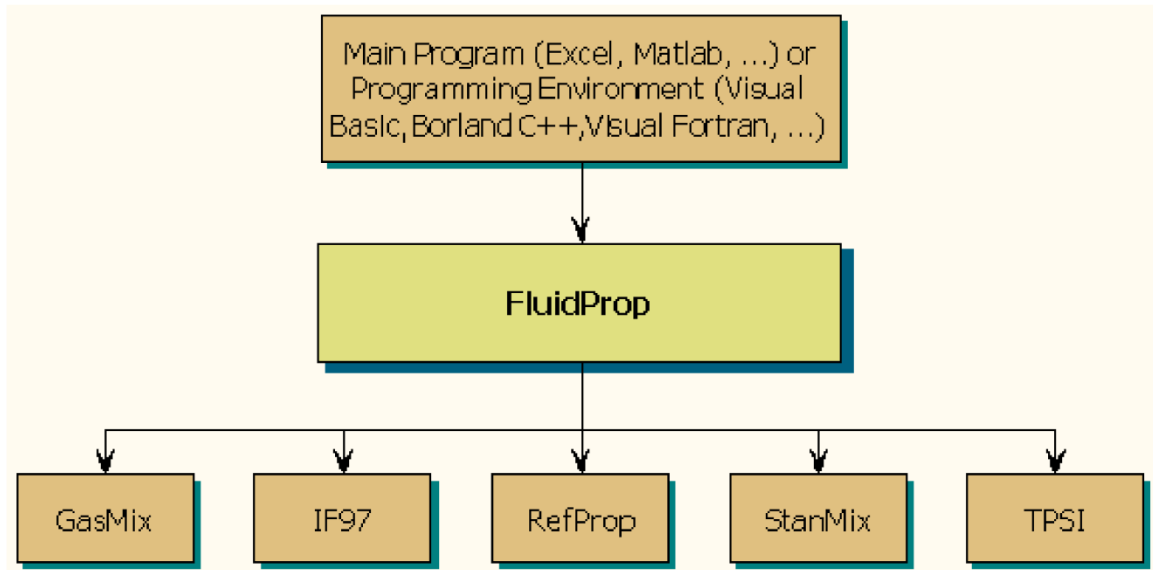 Main Program (Excel, Matlab, ...) or
Programming Environment (Visual
Basic, Borland C++, Visual Fortran, ...)
FluidProp
GasMix
IF97
RefProp
StanMix
TPSI